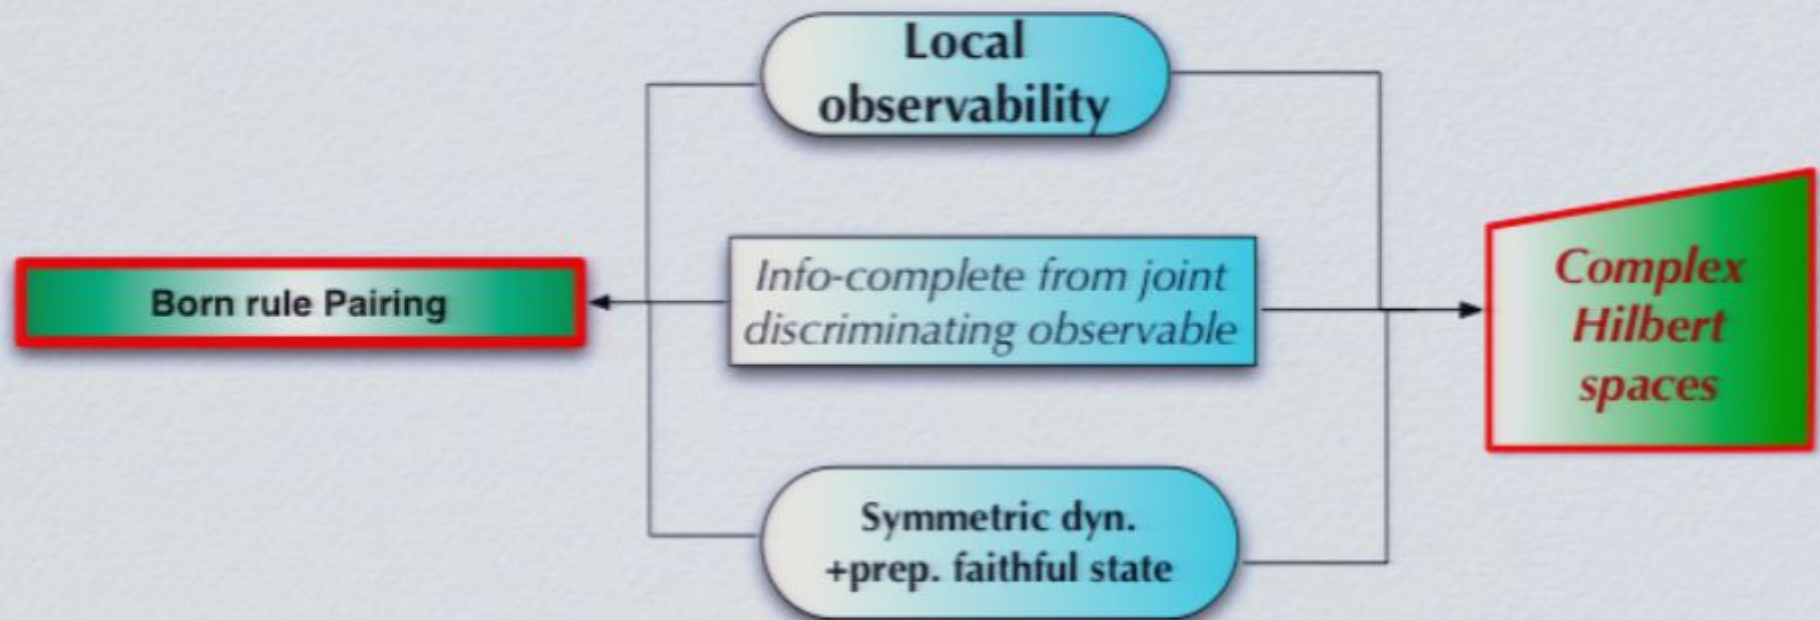 Local
observability
Born rule Pairing
Info-complete from joint
discriminating observable
Complex
Hilbert
spaces
Symmetric dyn.
+prep. faithful state